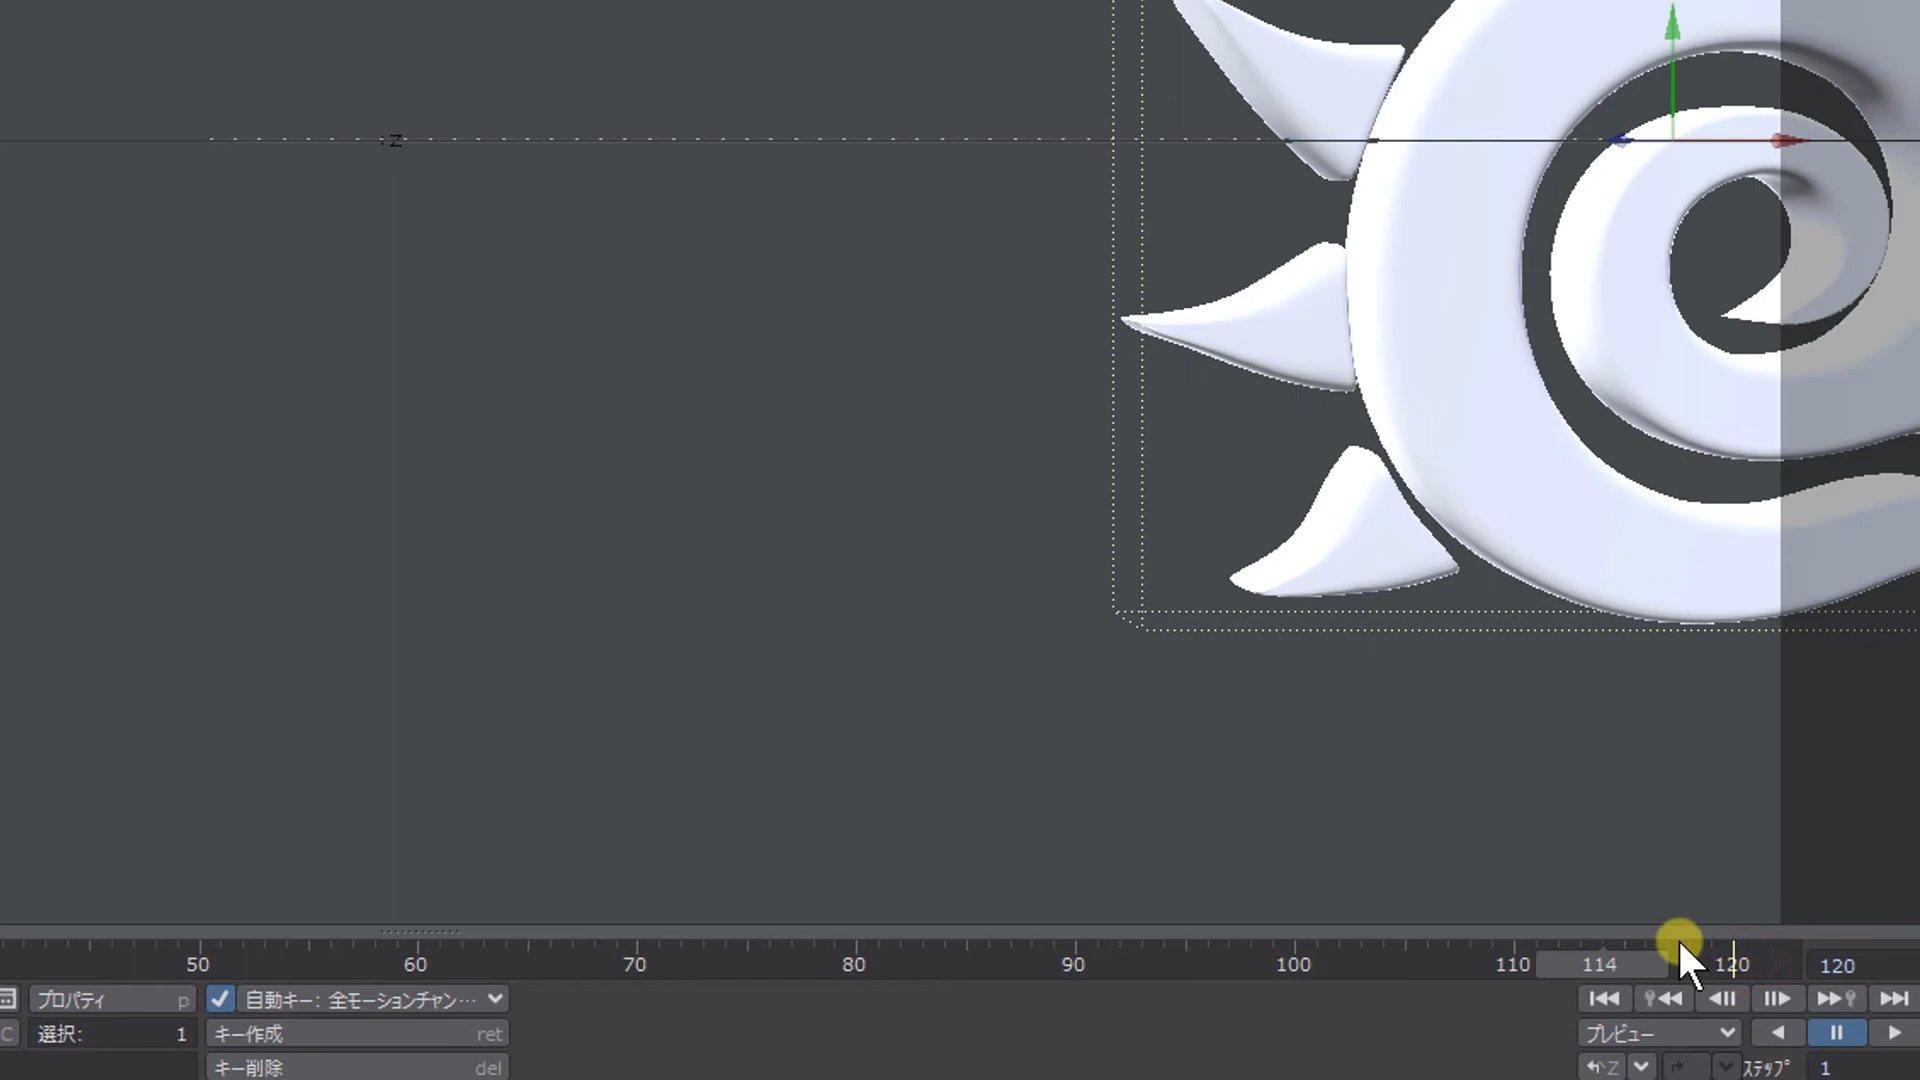 Z
50 60 70 80 90 100 110 114 120 120
プロパティ p 自動キー: 全モーションチャン…
C 選択: 1 キー作成 ret プレビュー
キー削除 del Z ステップ 1